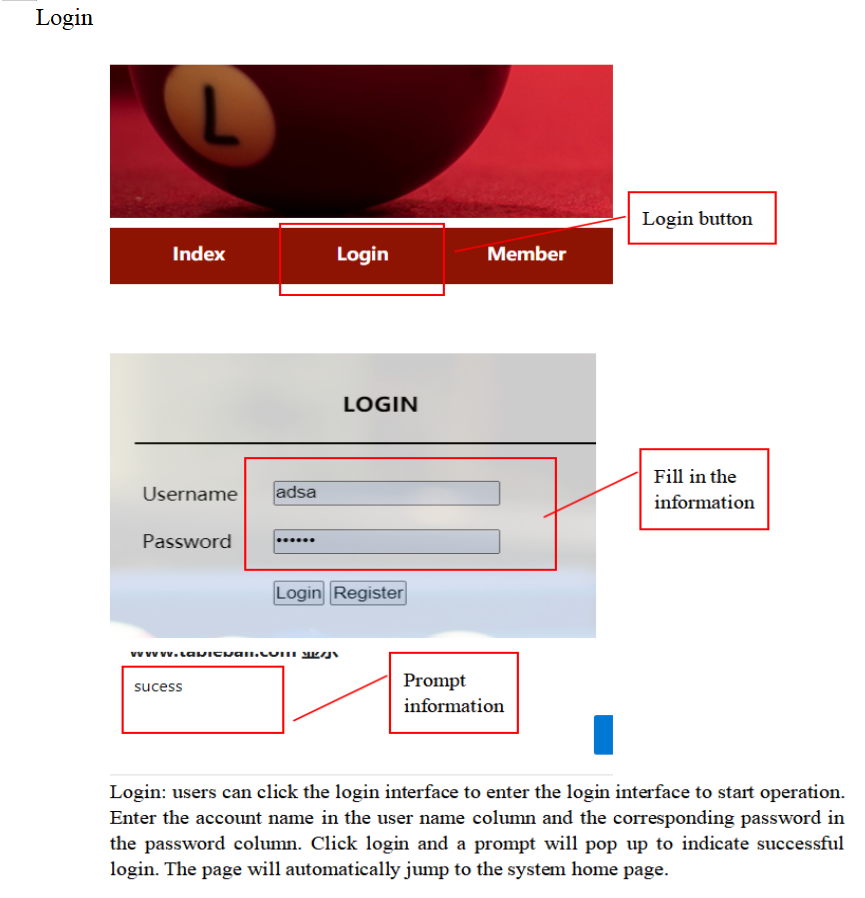 Login
L
Index Login Member
Login button
LOGIN
Username adsa
Password ••••••
Fill in the
information
Login Register
www.tableball.com 显示
sucess
Prompt
information
Login: users can click the login interface to enter the login interface to start operation.
Enter the account name in the user name column and the corresponding password in
the password column. Click login and a prompt will pop up to indicate successful
login. The page will automatically jump to the system home page.